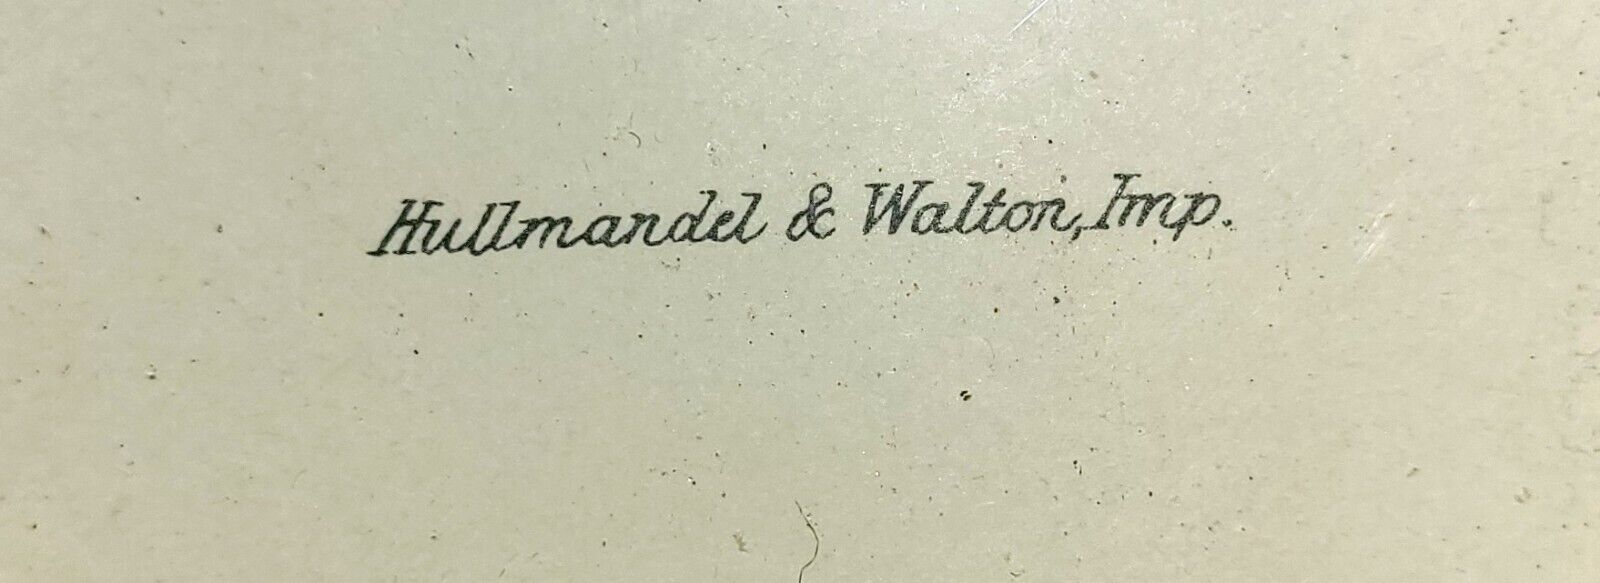 Hullmandel & Walton, Imp.